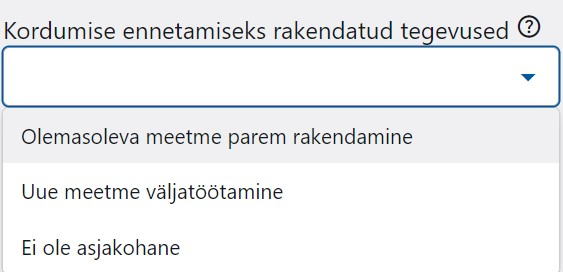 Kordumise ennetamiseks rakendatud tegevused ?
Olemasoleva meetme parem rakendamine
Uue meetme väljatöötamine
Ei ole asjakohane